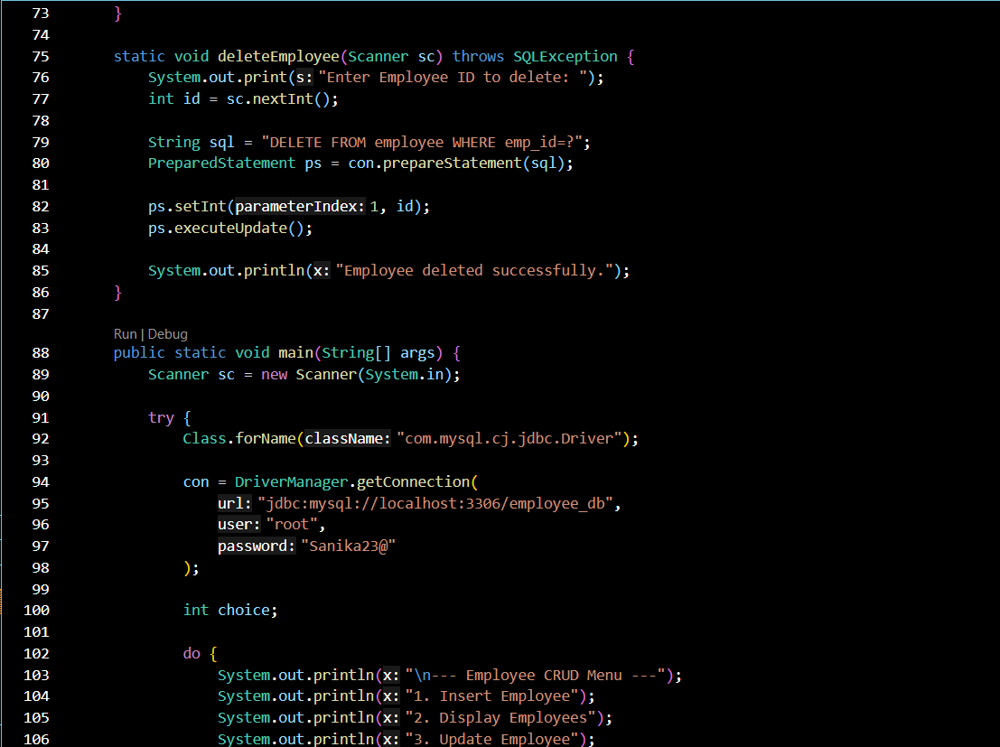 73 }
74
75 static void deleteEmployee(Scanner sc) throws SQLException {
76 System.out.print(s: "Enter Employee ID to delete: ");
77 int id = sc.nextInt();
78
79 String sql = "DELETE FROM employee WHERE emp_id=?";
80 PreparedStatement ps = con.prepareStatement(sql);
81
82 ps.setInt(parameterIndex: 1, id);
83 ps.executeUpdate();
84
85 System.out.println(x: "Employee deleted successfully.");
86 }
87
Run | Debug
88 public static void main(String[] args) {
89 Scanner sc = new Scanner(System.in);
90
91 try {
92 Class.forName(className: "com.mysql.cj.jdbc.Driver");
93
94 con = DriverManager.getConnection(
95 url: "jdbc:mysql://localhost:3306/employee_db",
96 user: "root",
97 password: "Sanika23@"
98 );
99
100 int choice;
101
102 do {
103 System.out.println(x: "\n--- Employee CRUD Menu ---");
104 System.out.println(x: "1. Insert Employee");
105 System.out.println(x: "2. Display Employees");
106 System.out.println(x: "3. Update Employee");